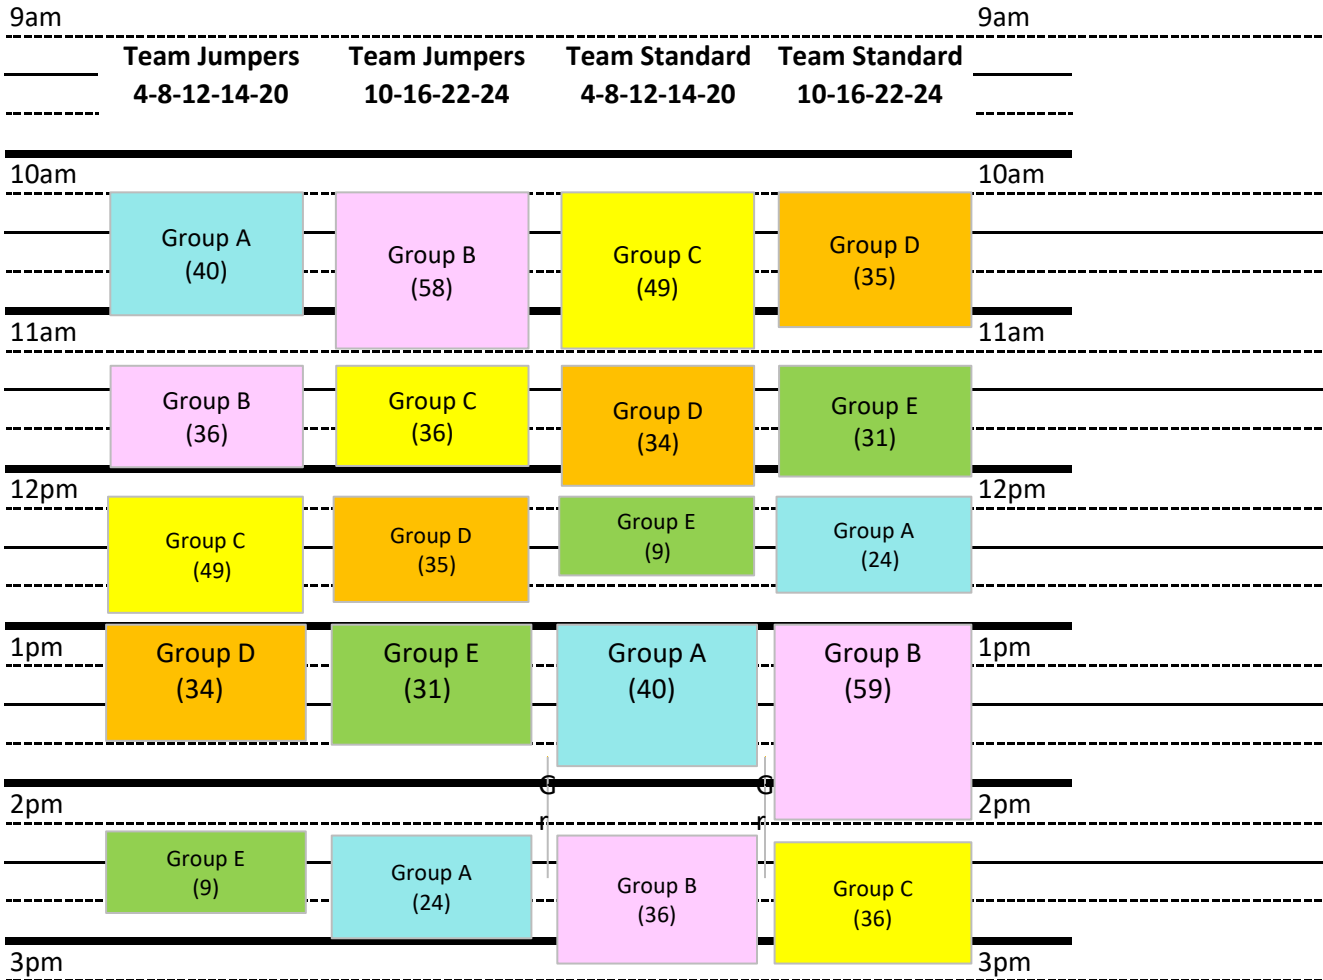 9am 9am
Team Jumpers Team Jumpers Team Standard Team Standard
4-8-12-14-20 10-16-22-24 4-8-12-14-20 10-16-22-24
10am 10am
Group A Group B Group C Group D
(40) (58) (49) (35)
11am 11am
Group B Group C Group D Group E
(36) (36) (34) (31)
12pm 12pm
Group C Group D Group E Group A
(49) (35) (9) (24)
1pm 1pm
Group D Group E Group A Group B
(34) (31) (40) (59)
G G
r r
2pm 2pm
Group E Group A Group B Group C
(9) (24) (36) (36)
3pm 3pm